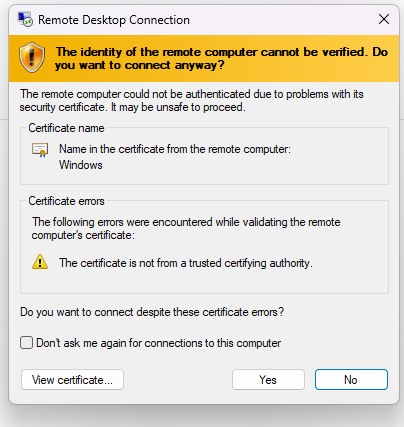 Remote Desktop Connection
The identity of the remote computer cannot be verified. Do
you want to connect anyway?
The remote computer could not be authenticated due to problems with its
security certificate. It may be unsafe to proceed.
Certificate name
Name in the certificate from the remote computer:
Windows
Certificate errors
The following errors were encountered while validating the remote
computer's certificate:
The certificate is not from a trusted certifying authority.
Do you want to connect despite these certificate errors?
Don't ask me again for connections to this computer
View certificate... Yes No